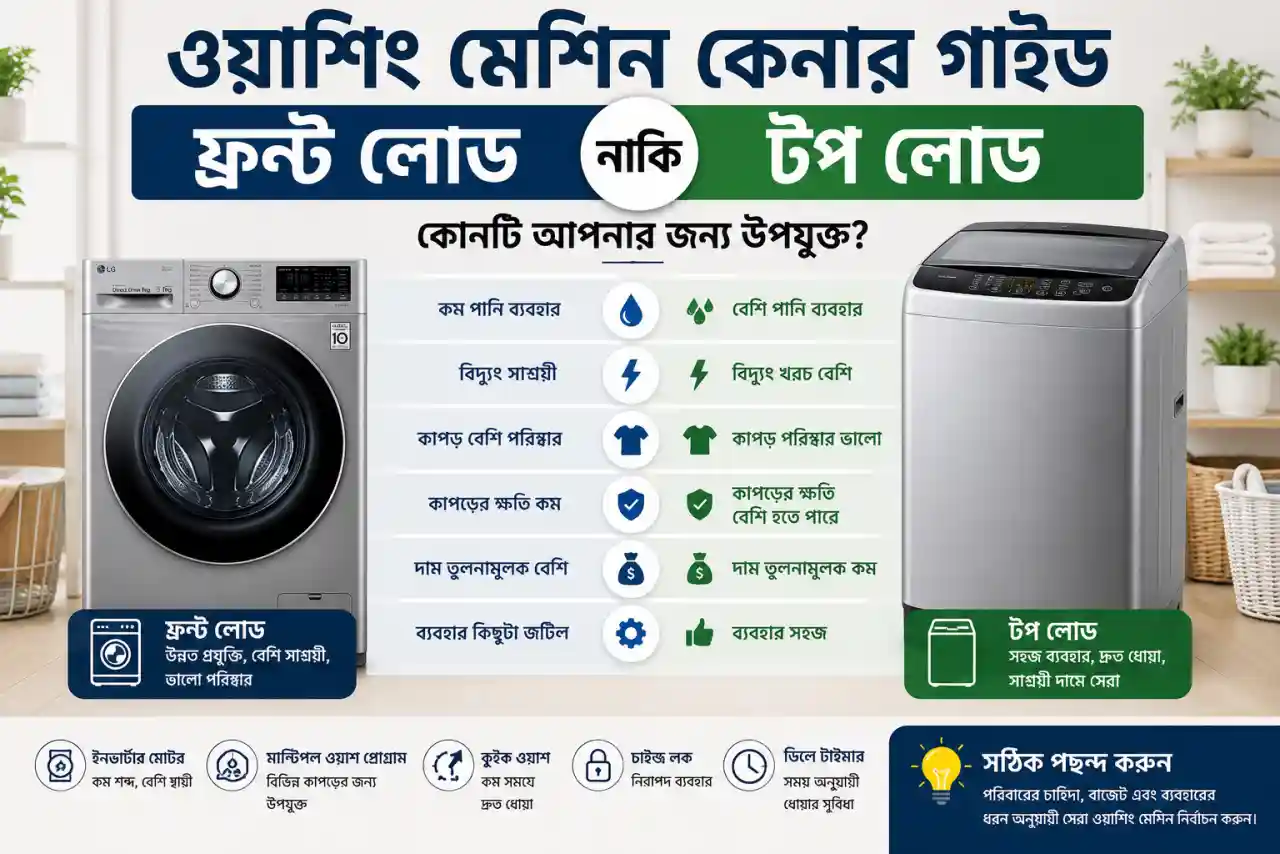 ওয়াশিং মেশিন কেনার গাইড
ফ্রন্ট লোড
নাকি
টপ লোড
কোনটি আপনার জন্য উপযুক্ত?
LG
10
কম পানি ব্যবহার
বেশি পানি ব্যবহার
বিদ্যুৎ সাশ্রয়ী
বিদ্যুৎ খরচ বেশি
কাপড় বেশি পরিষ্কার
কাপড় পরিষ্কার ভালো
কাপড়ের ক্ষতি কম
কাপড়ের ক্ষতি
বেশি হতে পারে
দাম তুলনামূলক বেশি
দাম তুলনামূলক কম
ব্যবহার কিছুটা জটিল
ব্যবহার সহজ
ফ্রন্ট লোড
উন্নত প্রযুক্তি, বেশি সাশ্রয়ী,
ভালো পরিষ্কার
টপ লোড
সহজ ব্যবহার, দ্রুত ধোয়া,
সাশ্রয়ী দামে সেরা
ইনভার্টার মোটর
কম শব্দ, বেশি স্থায়ী
মাল্টিপল ওয়াশ প্রোগ্রাম
বিভিন্ন কাপড়ের জন্য
উপযুক্ত
কুইক ওয়াশ
কম সময়ে
দ্রুত ধোয়া
চাইল্ড লক
নিরাপদ ব্যবহার
ডিলে টাইমার
সময় অনুযায়ী
ধোয়ার সুবিধা
সঠিক পছন্দ করুন
পরিবারের চাহিদা, বাজেট এবং ব্যবহারের
ধরন অনুযায়ী সেরা ওয়াশিং মেশিন নির্বাচন করুন।